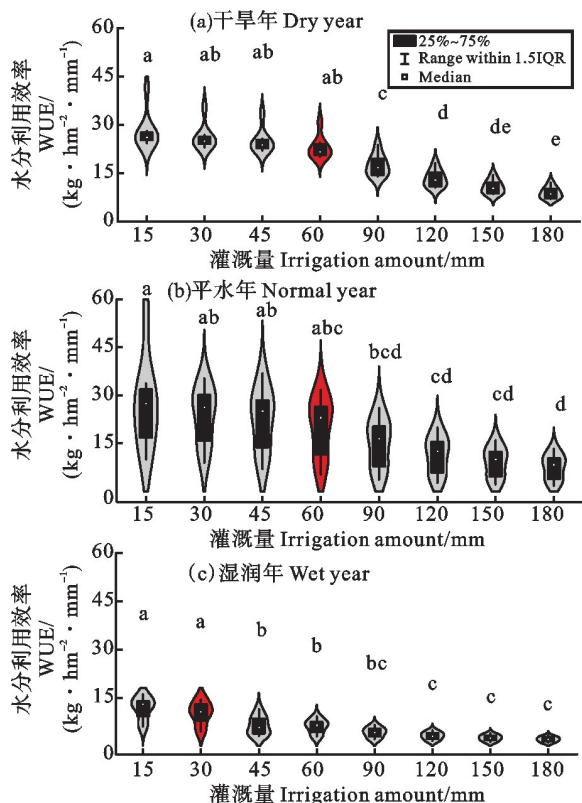 (a)干旱年 Dry year
25%~75%
Range within 1.5IQR
Median
水分利用效率
WUE/
(kg·hm⁻²·mm⁻¹)
60
45
30
15
0
a ab ab ab c d de e
15 30 45 60 90 120 150 180
灌溉量 Irrigation amount/mm
(b)平水年 Normal year
水分利用效率
WUE/
(kg·hm⁻²·mm⁻¹)
60
45
30
15
a ab ab abc bcd cd cd d
15 30 45 60 90 120 150 180
灌溉量 Irrigation amount/mm
(c)湿润年 Wet year
水分利用效率
WUE/
(kg·hm⁻²·mm⁻¹)
60
45
30
15
0
a a b b bc c c c
15 30 45 60 90 120 150 180
灌溉量 Irrigation amount/mm